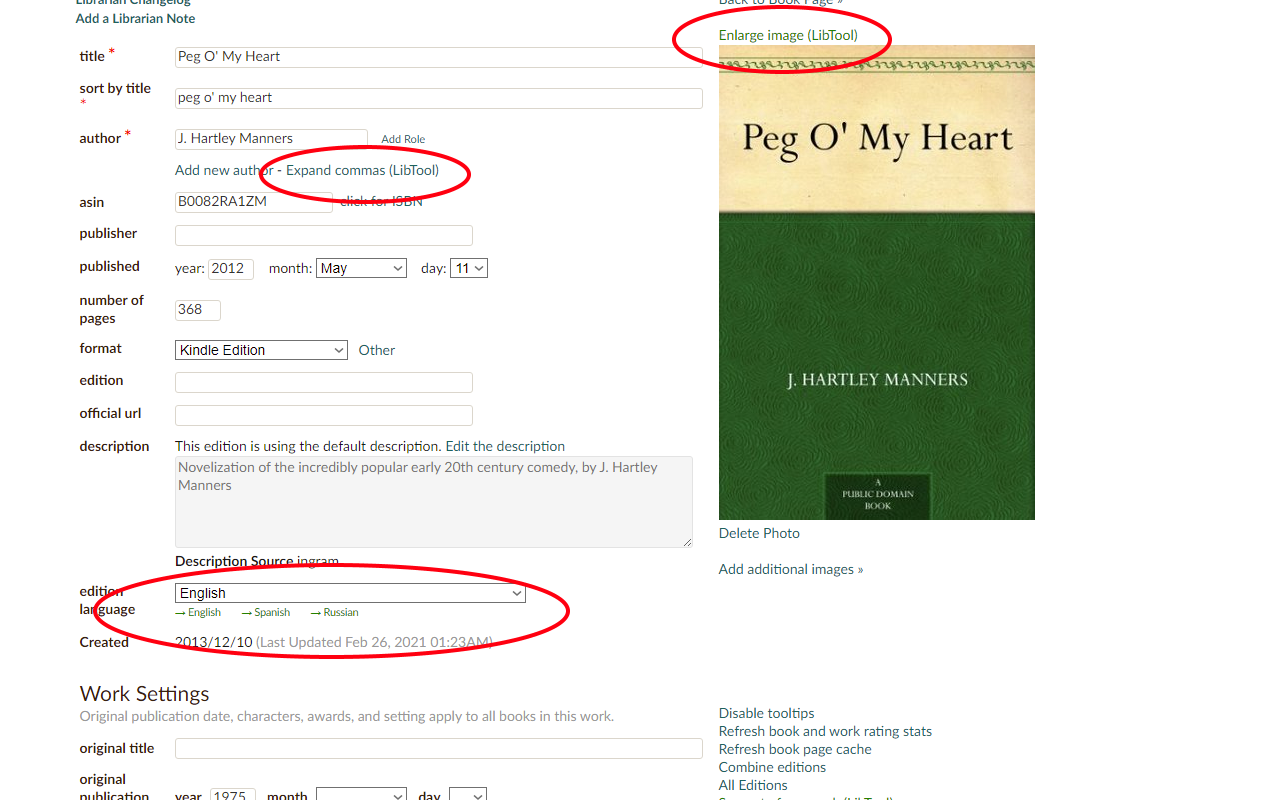 Librarian Changelog
Add a Librarian Note
title *
Peg O' My Heart
sort by title
*
peg o' my heart
author *
J. Hartley Manners
Add Role
Add new author - Expand commas (LibTool)
asin
B0082RA1ZM
click for ISBN
publisher
published
year: 2012 month: May day: 11
number of
pages
368
format
Kindle Edition
Other
edition
official url
description
This edition is using the default description. Edit the description
Novelization of the incredibly popular early 20th century comedy, by J. Hartley
Manners
Description Source ingram
edition
language
English
→ English → Spanish → Russian
Created
2013/12/10 (Last Updated Feb 26, 2021 01:23AM)
Work Settings
Original publication date, characters, awards, and setting apply to all books in this work.
original title
original
publication
year 1975 month day
Back to Book Page »
Enlarge image (LibTool)
Peg O' My Heart
J. HARTLEY MANNERS
A
PUBLIC DOMAIN
BOOK
Delete Photo
Add additional images »
Disable tooltips
Refresh book and work rating stats
Refresh book page cache
Combine editions
All Editions
(LibTool)